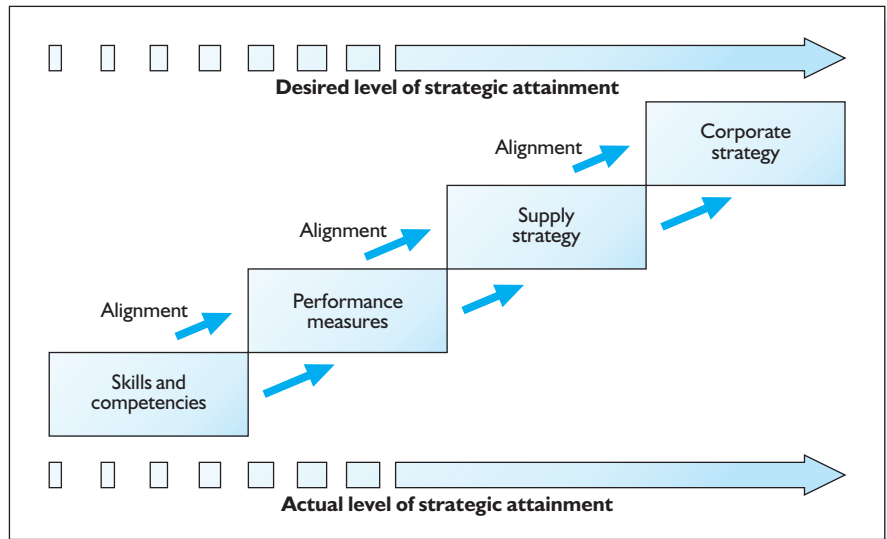 Desired level of strategic attainment
Corporate
strategy
Alignment
Supply
strategy
Alignment
Performance
measures
Alignment
Skills and
competencies
Actual level of strategic attainment